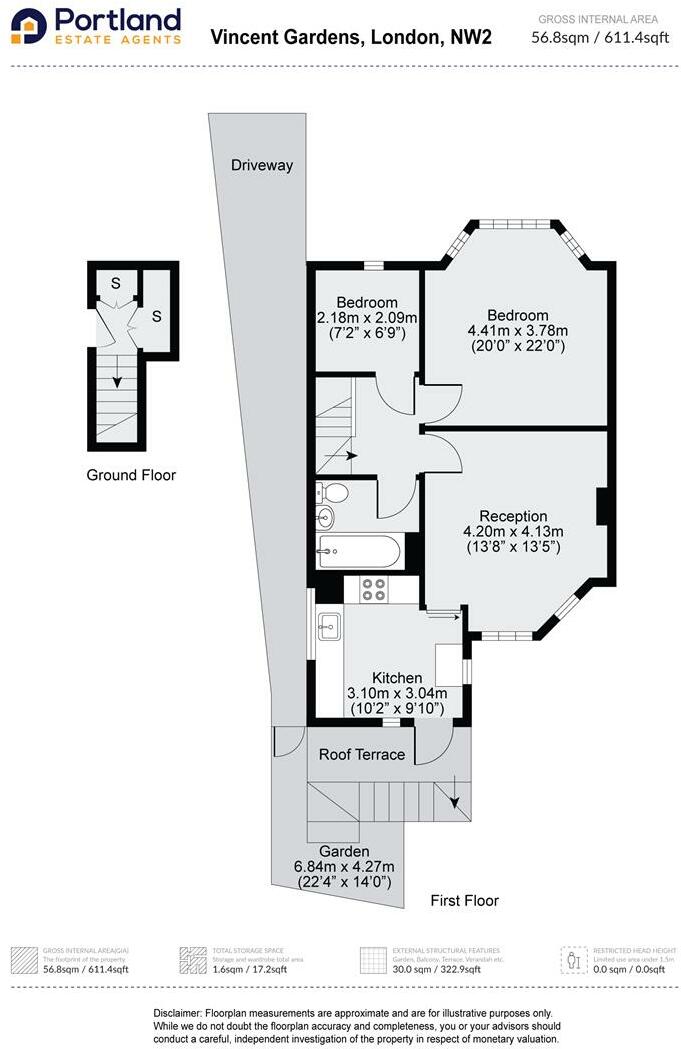 Portland
ESTATE AGENTS
Vincent Gardens, London, NW2
GROSS INTERNAL AREA
56.8sqm / 611.4sqft
Driveway
S
S
Ground Floor
Bedroom
2.18m x 2.09m
(7'2" x 6'9")
Bedroom
4.41m x 3.78m
(20'0" x 22'0")
Reception
4.20m x 4.13m
(13'8" x 13'5")
Kitchen
3.10m x 3.04m
(10'2" x 9'10")
Roof Terrace
Garden
6.84m x 4.27m
(22'4" x 14'0")
First Floor
GROSS INTERNAL AREA(GIA)
The footprint of the property
56.8sqm / 611.4sqft
TOTAL STORAGE SPACE
Storage and wardrobe total area
1.6sqm / 17.2sqft
EXTERNAL STRUCTURAL FEATURES
Garden, Balcony, Terrace, Verandah etc.
30.0 sqm / 322.9sqft
RESTRICTED HEAD HEIGHT
Limited use area under 1.5m
0.0 sqm / 0.0sqft
Disclaimer: Floorplan measurements are approximate and are for illustrative purposes only.
While we do not doubt the floorplan accuracy and completeness, you or your advisors should
conduct a careful, independent investigation of the property in respect of monetary valuation.